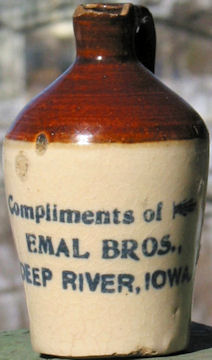 Compliments of
EMAL BROS.,
DEEP RIVER, IOWA.